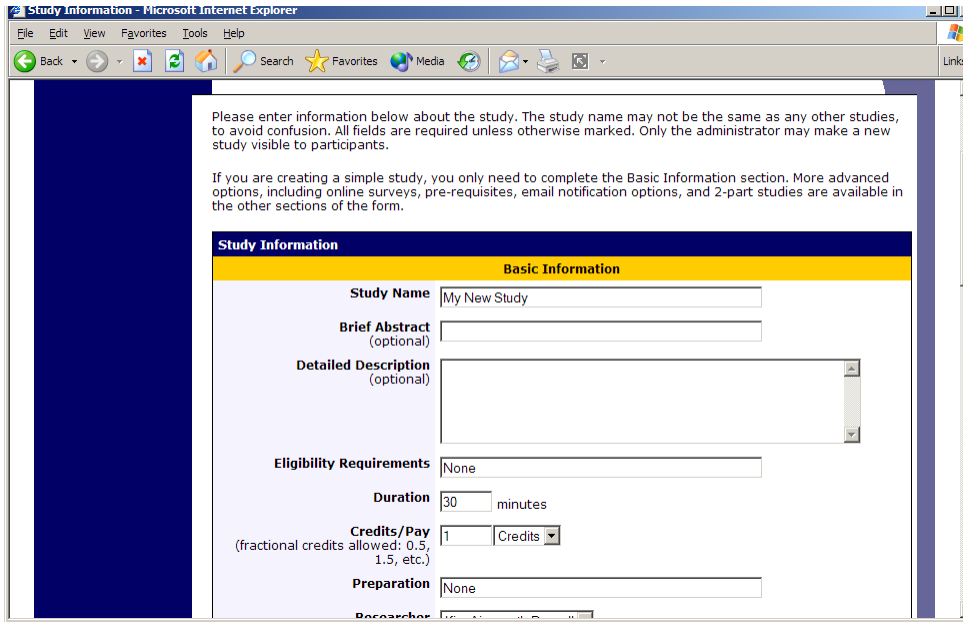 Study Information - Microsoft Internet Explorer
File Edit View Favorites Tools Help
Back Search Favorites Media Links
Please enter information below about the study. The study name may not be the same as any other studies,
to avoid confusion. All fields are required unless otherwise marked. Only the administrator may make a new
study visible to participants.
If you are creating a simple study, you only need to complete the Basic Information section. More advanced
options, including online surveys, pre-requisites, email notification options, and 2-part studies are available in
the other sections of the form.
Study Information
Basic Information
Study Name My New Study
Brief Abstract
(optional)
Detailed Description
(optional)
Eligibility Requirements None
Duration 30 minutes
Credits/Pay 1 Credits
(fractional credits allowed: 0.5,
1.5, etc.)
Preparation None
Researcher